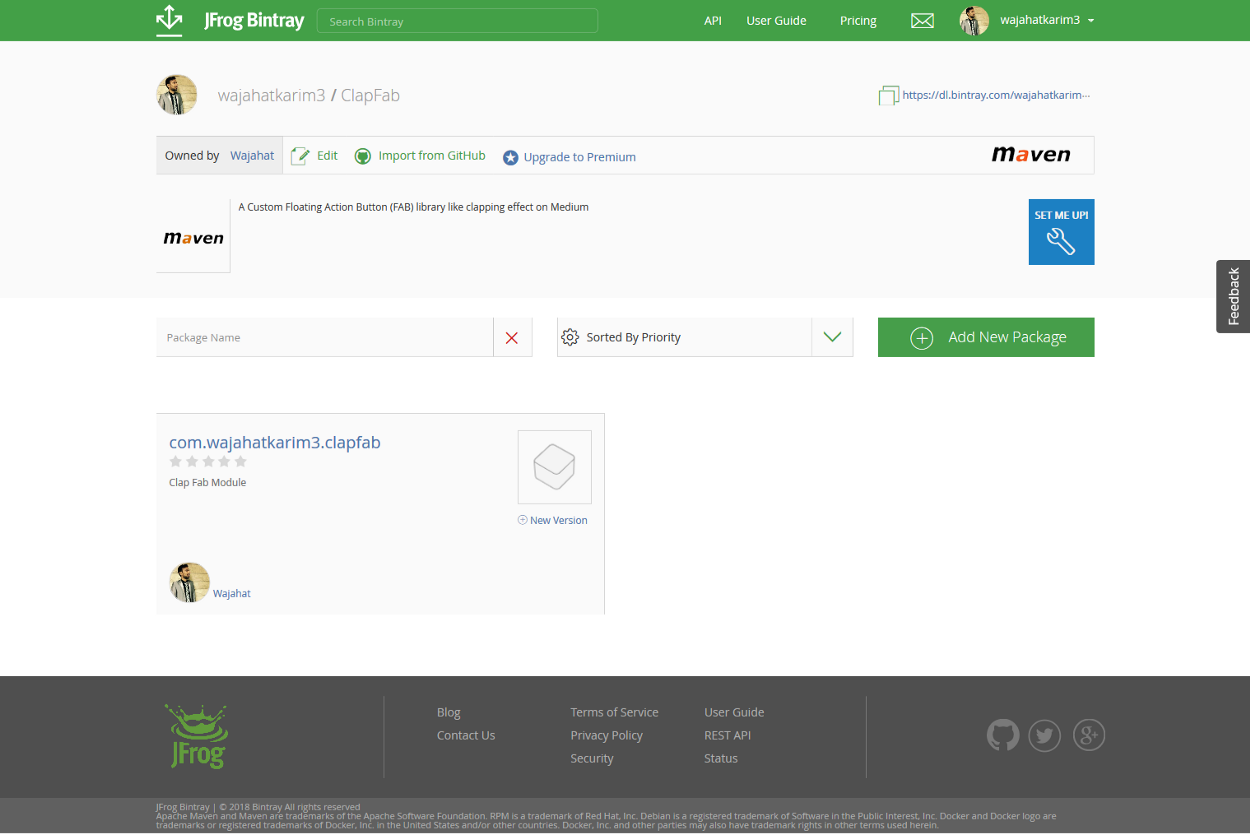 JFrog Bintray
Search Bintray
API
User Guide
Pricing
wajahatkarim3
wajahatkarim3 / ClapFab
https://dl.bintray.com/wajahatkarim···
Owned by Wajahat
Edit
Import from GitHub
Upgrade to Premium
maven
maven
A Custom Floating Action Button (FAB) library like clapping effect on Medium
SET ME UP!
Feedback
Package Name
Sorted By Priority
Add New Package
com.wajahatkarim3.clapfab
Clap Fab Module
New Version
Wajahat
JFrog
Blog
Contact Us
Terms of Service
Privacy Policy
Security
User Guide
REST API
Status
8+
JFrog Bintray | © 2018 Bintray All rights reserved
Apache Maven and Maven are trademarks of the Apache Software Foundation. RPM is a trademark of Red Hat, Inc. Debian is a registered trademark of Software in the Public Interest, Inc. Docker and Docker logo are
trademarks or registered trademarks of Docker, Inc. in the United States and/or other countries. Docker, Inc. and other parties may also have trademark rights in other terms used herein.